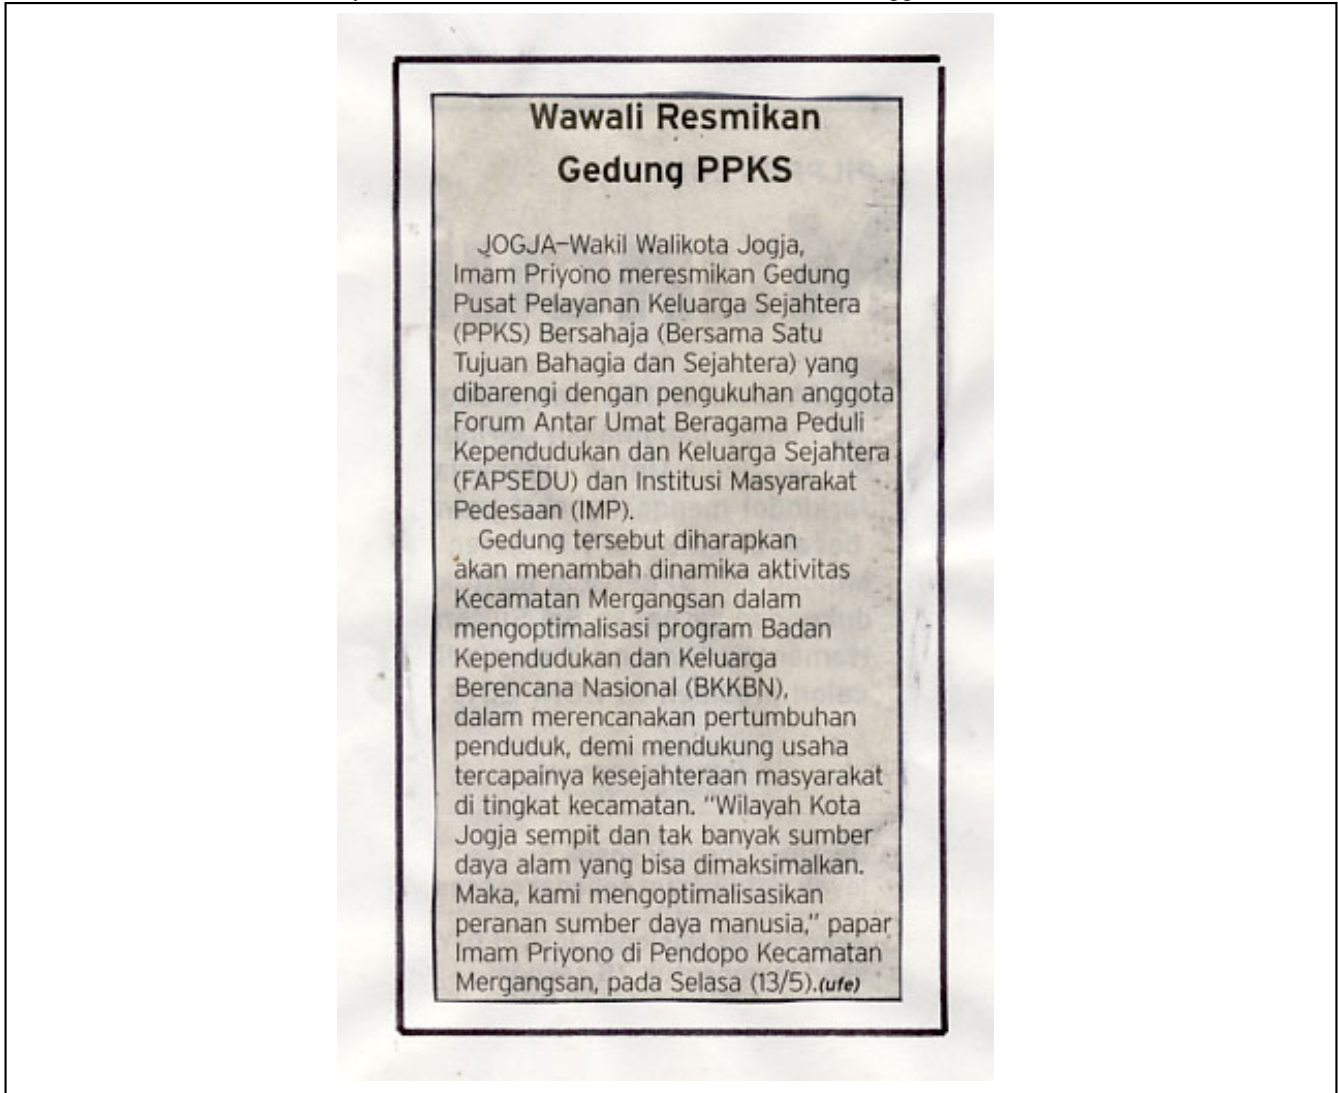 Wawali Resmikan
Gedung PPKS
JOGJA–Wakil Walikota Jogja,
Imam Priyono meresmikan Gedung
Pusat Pelayanan Keluarga Sejahtera
(PPKS) Bersahaja (Bersama Satu
Tujuan Bahagia dan Sejahtera) yang
dibarengi dengan pengukuhan anggota
Forum Antar Umat Beragama Peduli
Kependudukan dan Keluarga Sejahtera
(FAPSEDU) dan Institusi Masyarakat
Pedesaan (IMP).
Gedung tersebut diharapkan
akan menambah dinamika aktivitas
Kecamatan Mergangsan dalam
mengoptimalisasi program Badan
Kependudukan dan Keluarga
Berencana Nasional (BKKBN),
dalam merencanakan pertumbuhan
penduduk, demi mendukung usaha
tercapainya kesejahteraan masyarakat
di tingkat kecamatan. “Wilayah Kota
Jogja sempit dan tak banyak sumber
daya alam yang bisa dimaksimalkan.
Maka, kami mengoptimalisasikan
peranan sumber daya manusia,” papar
Imam Priyono di Pendopo Kecamatan
Mergangsan, pada Selasa (13/5).(ufe)